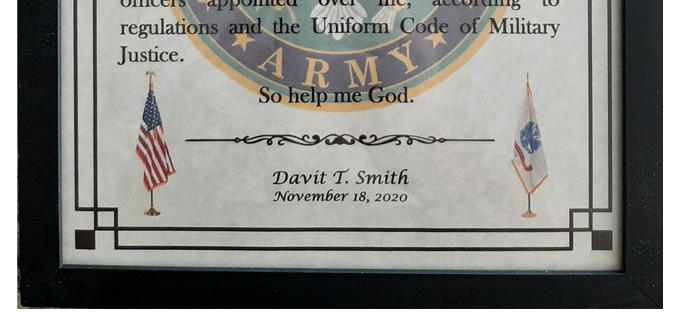 officers appointed over me, according to
regulations and the Uniform Code of Military
Justice.
ARMY
So help me God.
Davit T. Smith
November 18, 2020